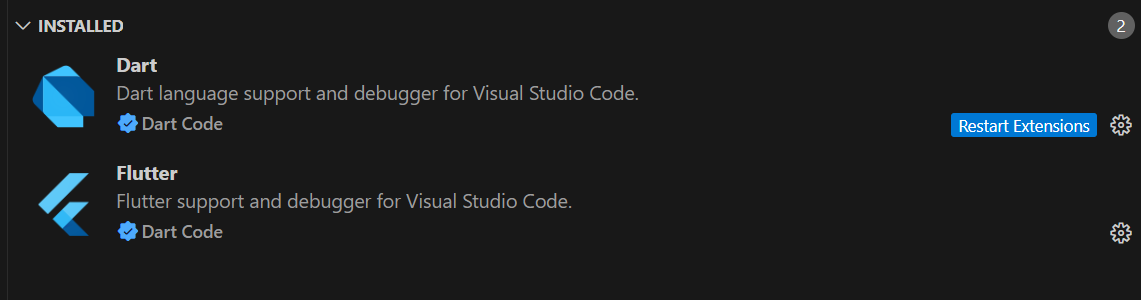 INSTALLED
2
Dart
Dart language support and debugger for Visual Studio Code.
Dart Code
Restart Extensions
Flutter
Flutter support and debugger for Visual Studio Code.
Dart Code